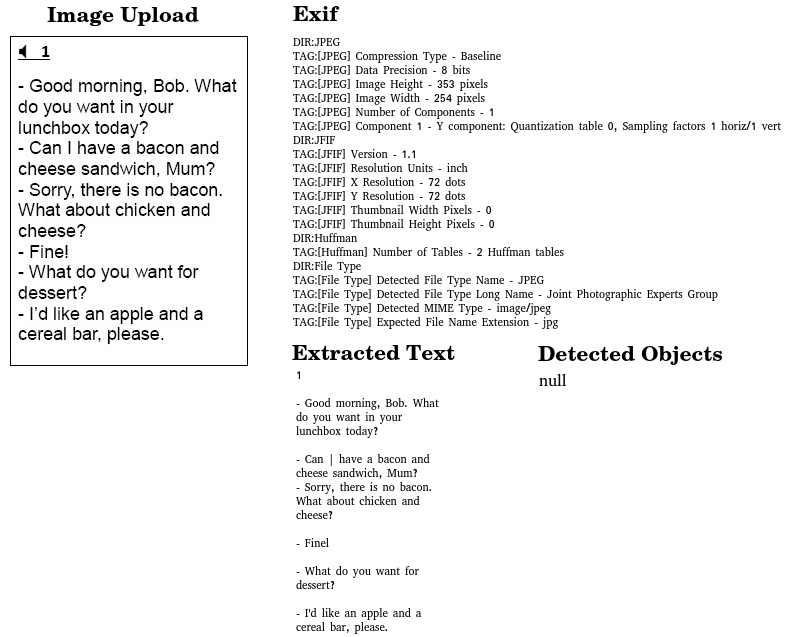 Image Upload
1
- Good morning, Bob. What
do you want in your
lunchbox today?
- Can I have a bacon and
cheese sandwich, Mum?
- Sorry, there is no bacon.
What about chicken and
cheese?
- Fine!
- What do you want for
dessert?
- I'd like an apple and a
cereal bar, please.
Exif
DIR:JPEG
TAG:[JPEG] Compression Type - Baseline
TAG:[JPEG] Data Precision - 8 bits
TAG:[JPEG] Image Height - 353 pixels
TAG:[JPEG] Image Width - 254 pixels
TAG:[JPEG] Number of Components - 1
TAG:[JPEG] Component 1 - Y component: Quantization table 0, Sampling factors 1 horiz/1 vert
DIR:JFIF
TAG:[JFIF] Version - 1.1
TAG:[JFIF] Resolution Units - inch
TAG:[JFIF] X Resolution - 72 dots
TAG:[JFIF] Y Resolution - 72 dots
TAG:[JFIF] Thumbnail Width Pixels - 0
TAG:[JFIF] Thumbnail Height Pixels - 0
DIR:Huffman
TAG:[Huffman] Number of Tables - 2 Huffman tables
DIR:File Type
TAG:[File Type] Detected File Type Name - JPEG
TAG:[File Type] Detected File Type Long Name - Joint Photographic Experts Group
TAG:[File Type] Detected MIME Type - image/jpeg
TAG:[File Type] Expected File Name Extension - jpg
Extracted Text
1
- Good morning, Bob. What
do you want in your
lunchbox today?
- Can | have a bacon and
cheese sandwich, Mum?
- Sorry, there is no bacon.
What about chicken and
cheese?
- Finel
- What do you want for
dessert?
- I'd like an apple and a
cereal bar, please.
Detected Objects
null